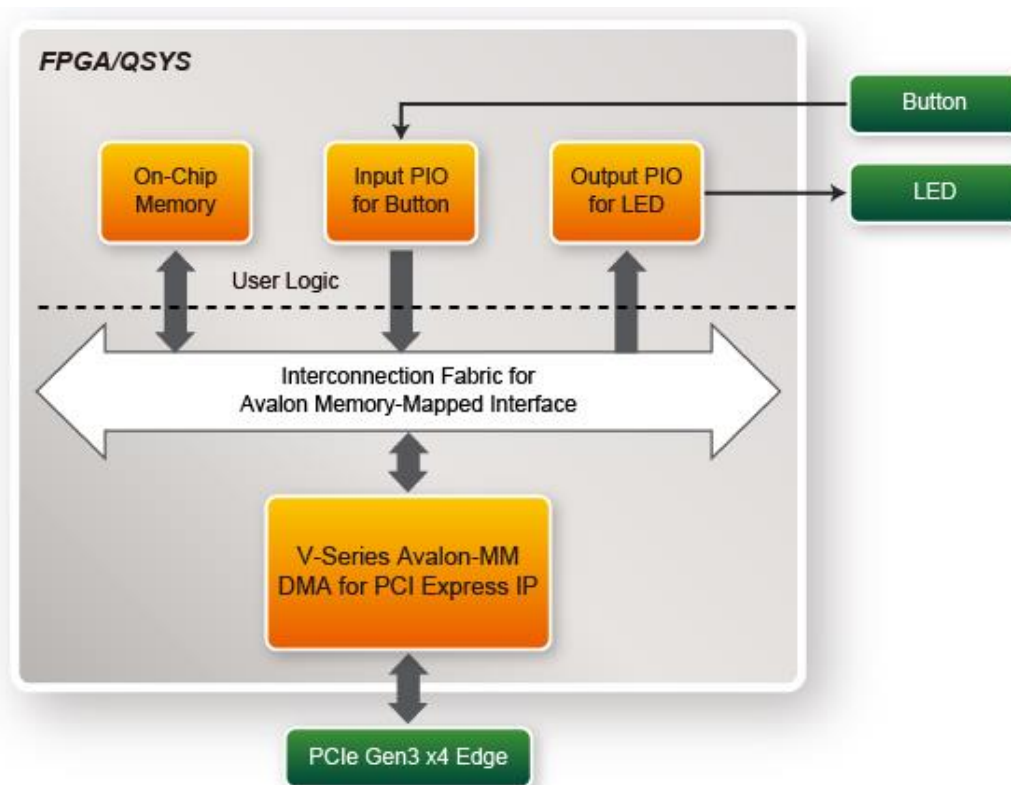 FPGA/QSYS
Button
On-Chip
Memory
Input PIO
for Button
Output PIO
for LED
LED
User Logic
Interconnection Fabric for
Avalon Memory-Mapped Interface
V-Series Avalon-MM
DMA for PCI Express IP
PCIe Gen3 x4 Edge